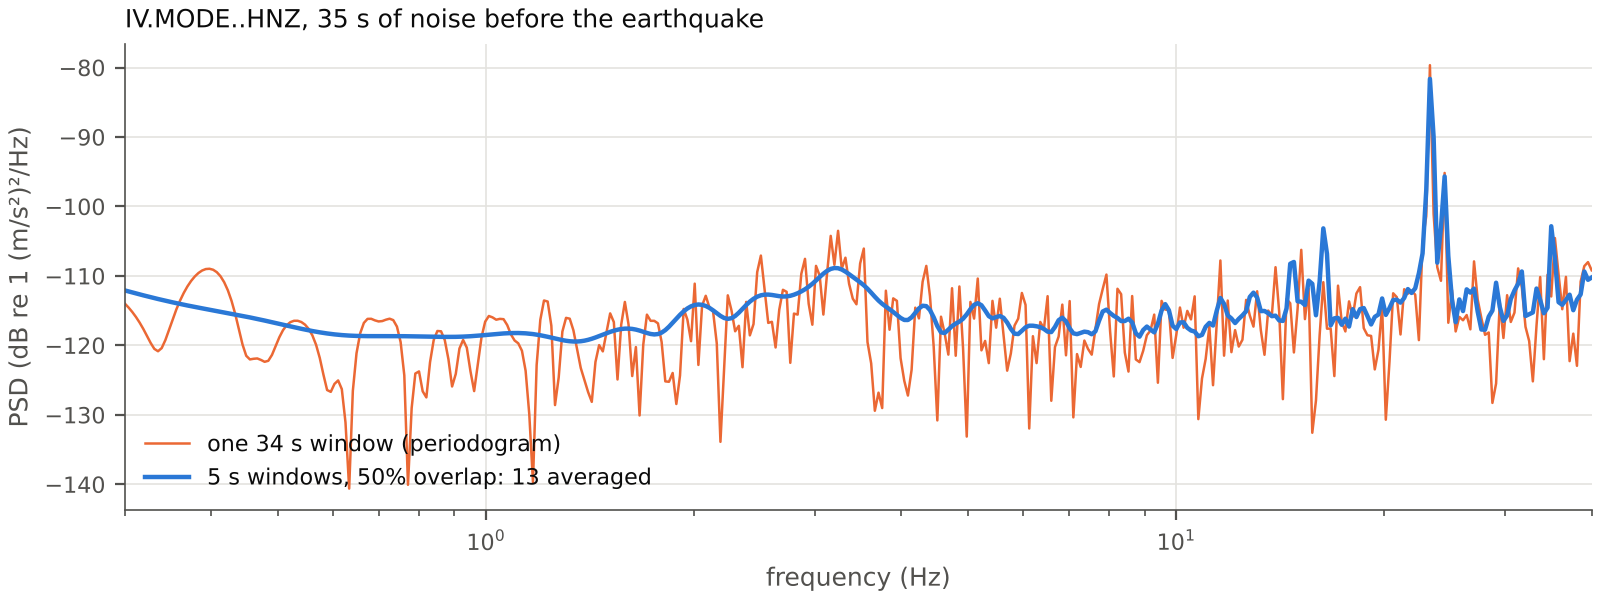 IV.MODE..HNZ, 35 s of noise before the earthquake
PSD (dB re 1 (m/s²)²/Hz)
−80
−90
−100
−110
−120
−130
−140
one 34 s window (periodogram)
5 s windows, 50% overlap: 13 averaged
10⁰
10¹
frequency (Hz)